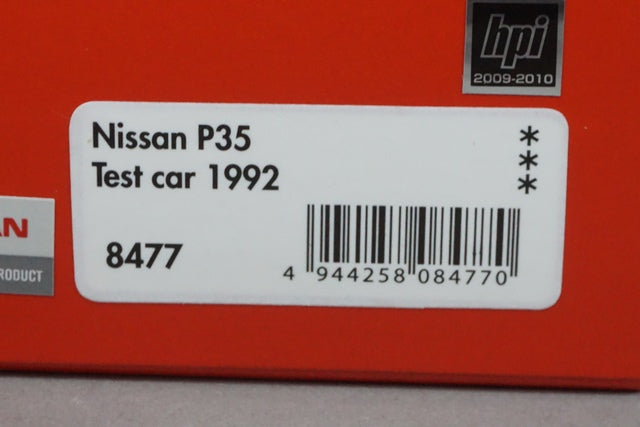 hpi
2009-2010
Nissan P35
Test car 1992
***
8477
4 944258 084770
AN
RODUCT